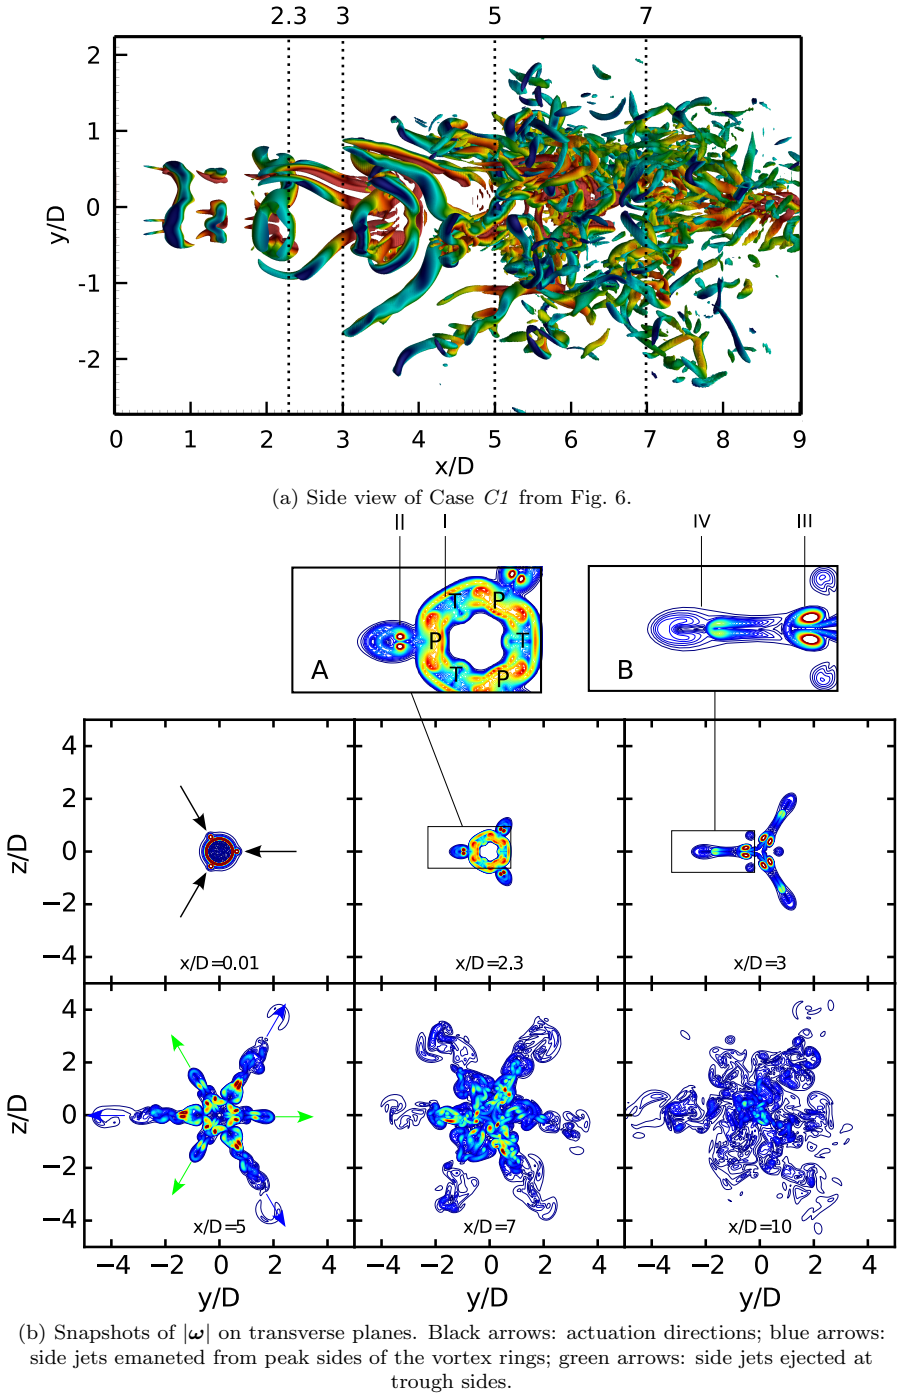 2.3 3 5 7
2
1
0
-1
-2
y/D
0 1 2 3 4 5 6 7 8 9
x/D
(a) Side view of Case C1 from Fig. 6.
II I IV III
T P
P T
T P
A
B
4
2
0
−2
−4
z/D
x/D=0.01 x/D=2.3 x/D=3
4
2
0
−2
−4
z/D
x/D=5 x/D=7 x/D=10
−4 −2 0 2 4 −4 −2 0 2 4 −4 −2 0 2 4
y/D y/D y/D
(b) Snapshots of |ω| on transverse planes. Black arrows: actuation directions; blue arrows:
side jets emaneted from peak sides of the vortex rings; green arrows: side jets ejected at
trough sides.